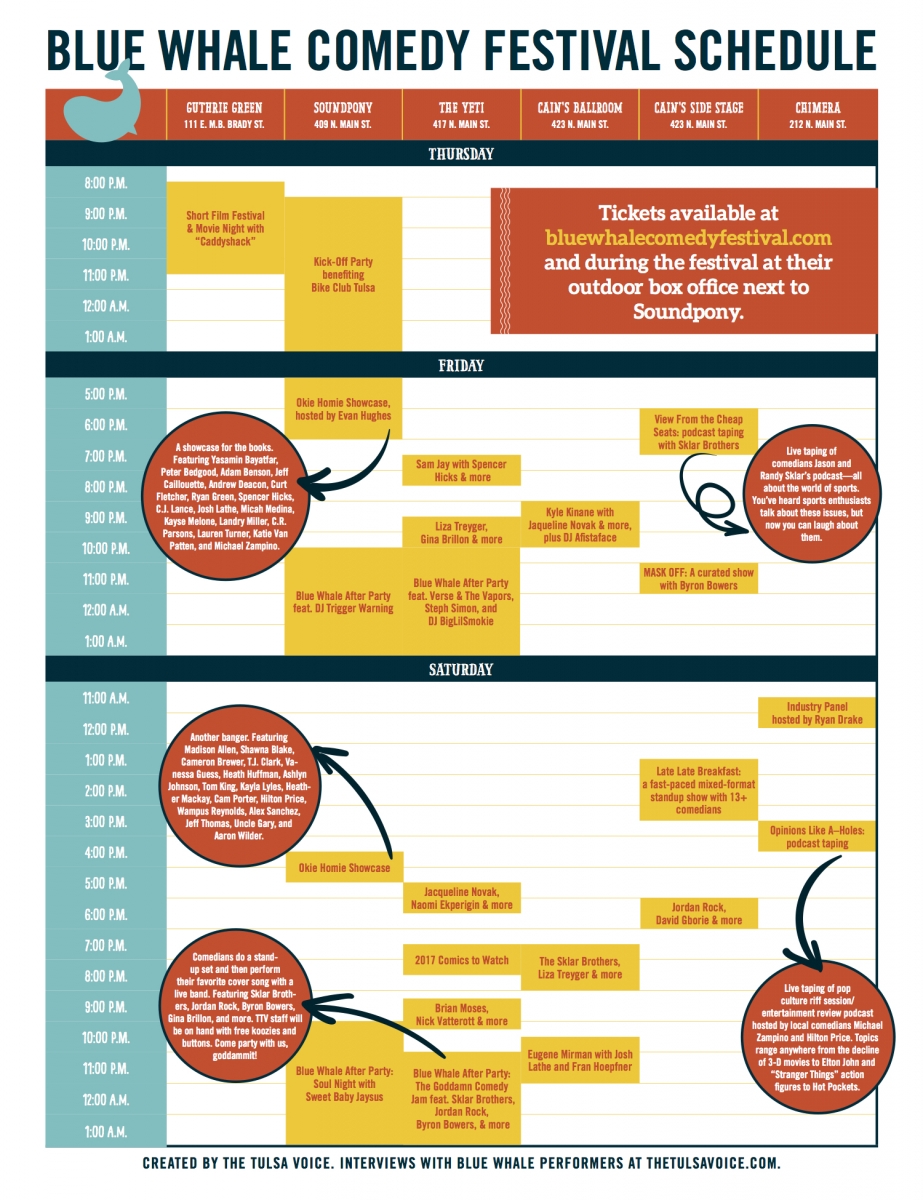 BLUE WHALE COMEDY FESTIVAL SCHEDULE
GUTHRIE GREEN
111 E. M.B. BRADY ST.
SOUNDPONY
409 N. MAIN ST.
THE YETI
417 N. MAIN ST.
CAIN'S BALLROOM
423 N. MAIN ST.
CAIN'S SIDE STAGE
423 N. MAIN ST.
CHIMERA
212 N. MAIN ST.
THURSDAY
8:00 P.M.
9:00 P.M.
10:00 P.M.
11:00 P.M.
12:00 A.M.
1:00 A.M.
Short Film Festival
& Movie Night with
"Caddyshack"
Kick-Off Party
benefiting
Bike Club Tulsa
Tickets available at
bluewhalecomedyfestival.com
and during the festival at their
outdoor box office next to
Soundpony.
FRIDAY
5:00 P.M.
6:00 P.M.
7:00 P.M.
8:00 P.M.
9:00 P.M.
10:00 P.M.
11:00 P.M.
12:00 A.M.
1:00 A.M.
A showcase for the books.
Featuring Yasamin Bayatfar,
Peter Bedgood, Adam Benson, Jeff
Caillouette, Andrew Deacon, Curt
Fletcher, Ryan Green, Spencer Hicks,
C.J. Lance, Josh Lathe, Micah Medina,
Kayse Melone, Landry Miller, C.R.
Parsons, Lauren Turner, Katie Van
Patten, and Michael Zampino.
Okie Homie Showcase,
hosted by Evan Hughes
Blue Whale After Party
feat. DJ Trigger Warning
Sam Jay with Spencer
Hicks & more
Liza Treyger,
Gina Brillon & more
Blue Whale After Party
feat. Verse & The Vapors,
Steph Simon, and
DJ BigLilSmokie
Kyle Kinane with
Jaqueline Novak & more,
plus DJ Afistaface
View From the Cheap
Seats: podcast taping
with Sklar Brothers
MASK OFF: A curated show
with Byron Bowers
Live taping of
comedians Jason and
Randy Sklar's podcast—all
about the world of sports.
You've heard sports enthusiasts
talk about these issues, but
now you can laugh about
them.
SATURDAY
11:00 A.M.
12:00 P.M.
1:00 P.M.
2:00 P.M.
3:00 P.M.
4:00 P.M.
5:00 P.M.
6:00 P.M.
7:00 P.M.
8:00 P.M.
9:00 P.M.
10:00 P.M.
11:00 P.M.
12:00 A.M.
1:00 A.M.
Another banger. Featuring
Madison Allen, Shawna Blake,
Cameron Brewer, T.J. Clark, Va-
nessa Guess, Heath Huffman, Ashlyn
Johnson, Tom King, Kayla Lyles, Heath-
er Mackay, Cam Porter, Hilton Price,
Wampus Reynolds, Alex Sanchez,
Jeff Thomas, Uncle Gary, and
Aaron Wilder.
Comedians do a stand-
up set and then perform
their favorite cover song with a
live band. Featuring Sklar Broth-
ers, Jordan Rock, Byron Bowers,
Gina Brillon, and more. TTV staff will
be on hand with free koozies and
buttons. Come party with us,
goddammit!
Okie Homie Showcase
Blue Whale After Party:
Soul Night with
Sweet Baby Jaysus
Jacqueline Novak,
Naomi Ekperigin & more
2017 Comics to Watch
Brian Moses,
Nick Vatterott & more
Blue Whale After Party:
The Goddamn Comedy
Jam feat. Sklar Brothers,
Jordan Rock,
Byron Bowers, & more
The Sklar Brothers,
Liza Treyger & more
Eugene Mirman with Josh
Lathe and Fran Hoepfner
Late Late Breakfast:
a fast-paced mixed-format
standup show with 13+
comedians
Jordan Rock,
David Gborie & more
Industry Panel
hosted by Ryan Drake
Opinions Like A–Holes:
podcast taping
Live taping of pop
culture riff session/
entertainment review podcast
hosted by local comedians Michael
Zampino and Hilton Price. Topics
range anywhere from the decline
of 3-D movies to Elton John and
"Stranger Things" action
figures to Hot Pockets.
CREATED BY THE TULSA VOICE. INTERVIEWS WITH BLUE WHALE PERFORMERS AT THETULSAVOICE.COM.